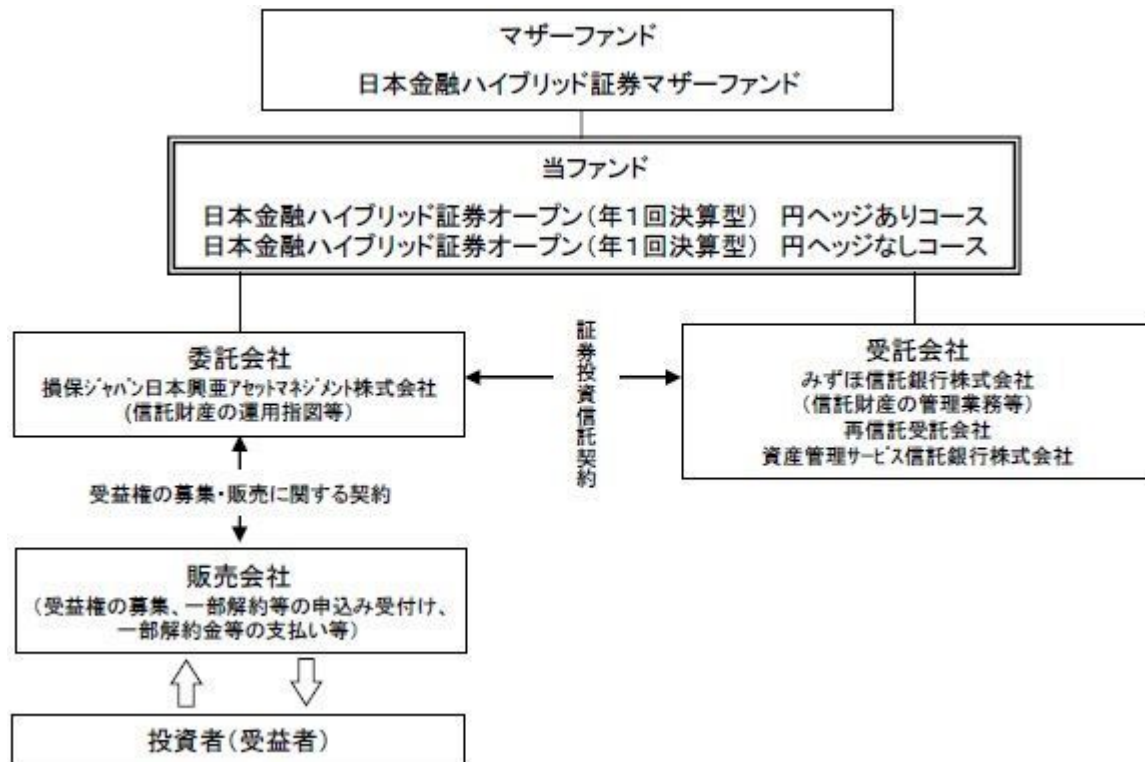 マザーファンド
日本金融ハイブリッド証券マザーファンド
当ファンド
日本金融ハイブリッド証券オープン(年1回決算型) 円ヘッジありコース
日本金融ハイブリッド証券オープン(年1回決算型) 円ヘッジなしコース
委託会社
損保ｼﾞｬﾊﾟﾝ日本興亜ｱｾｯﾄﾏﾈｼﾞﾒﾝﾄ株式会社
(信託財産の運用指図等)
証券投資信託契約
受託会社
みずほ信託銀行株式会社
(信託財産の管理業務等)
再信託受託会社
資産管理ｻｰﾋﾞｽ信託銀行株式会社
受益権の募集・販売に関する契約
販売会社
(受益権の募集、一部解約等の申込み受付け、
一部解約金等の支払い等)
投資者(受益者)